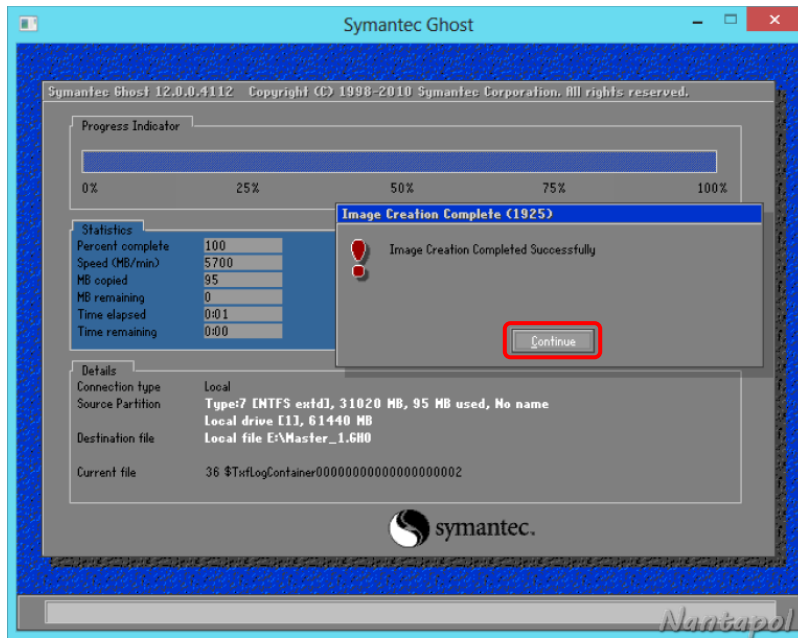 Symantec Ghost
Symantec Ghost 12.0.0.4112 Copyright (C) 1998-2010 Symantec Corporation. All rights reserved.
Progress Indicator
0% 25% 50% 75% 100%
Statistics
Percent complete 100
Speed (MB/min) 5700
MB copied 95
MB remaining 0
Time elapsed 0:01
Time remaining 0:00
Image Creation Complete (1925)
Image Creation Completed Successfully
Continue
Details
Connection type Local
Source Partition Type:7 [NTFS extd], 31020 MB, 95 MB used, No name
Local drive [1], 61440 MB
Destination file Local file E:\Master_1.GHO
Current file 36 $TxfLogContainer00000000000000000002
symantec.
Nantapol